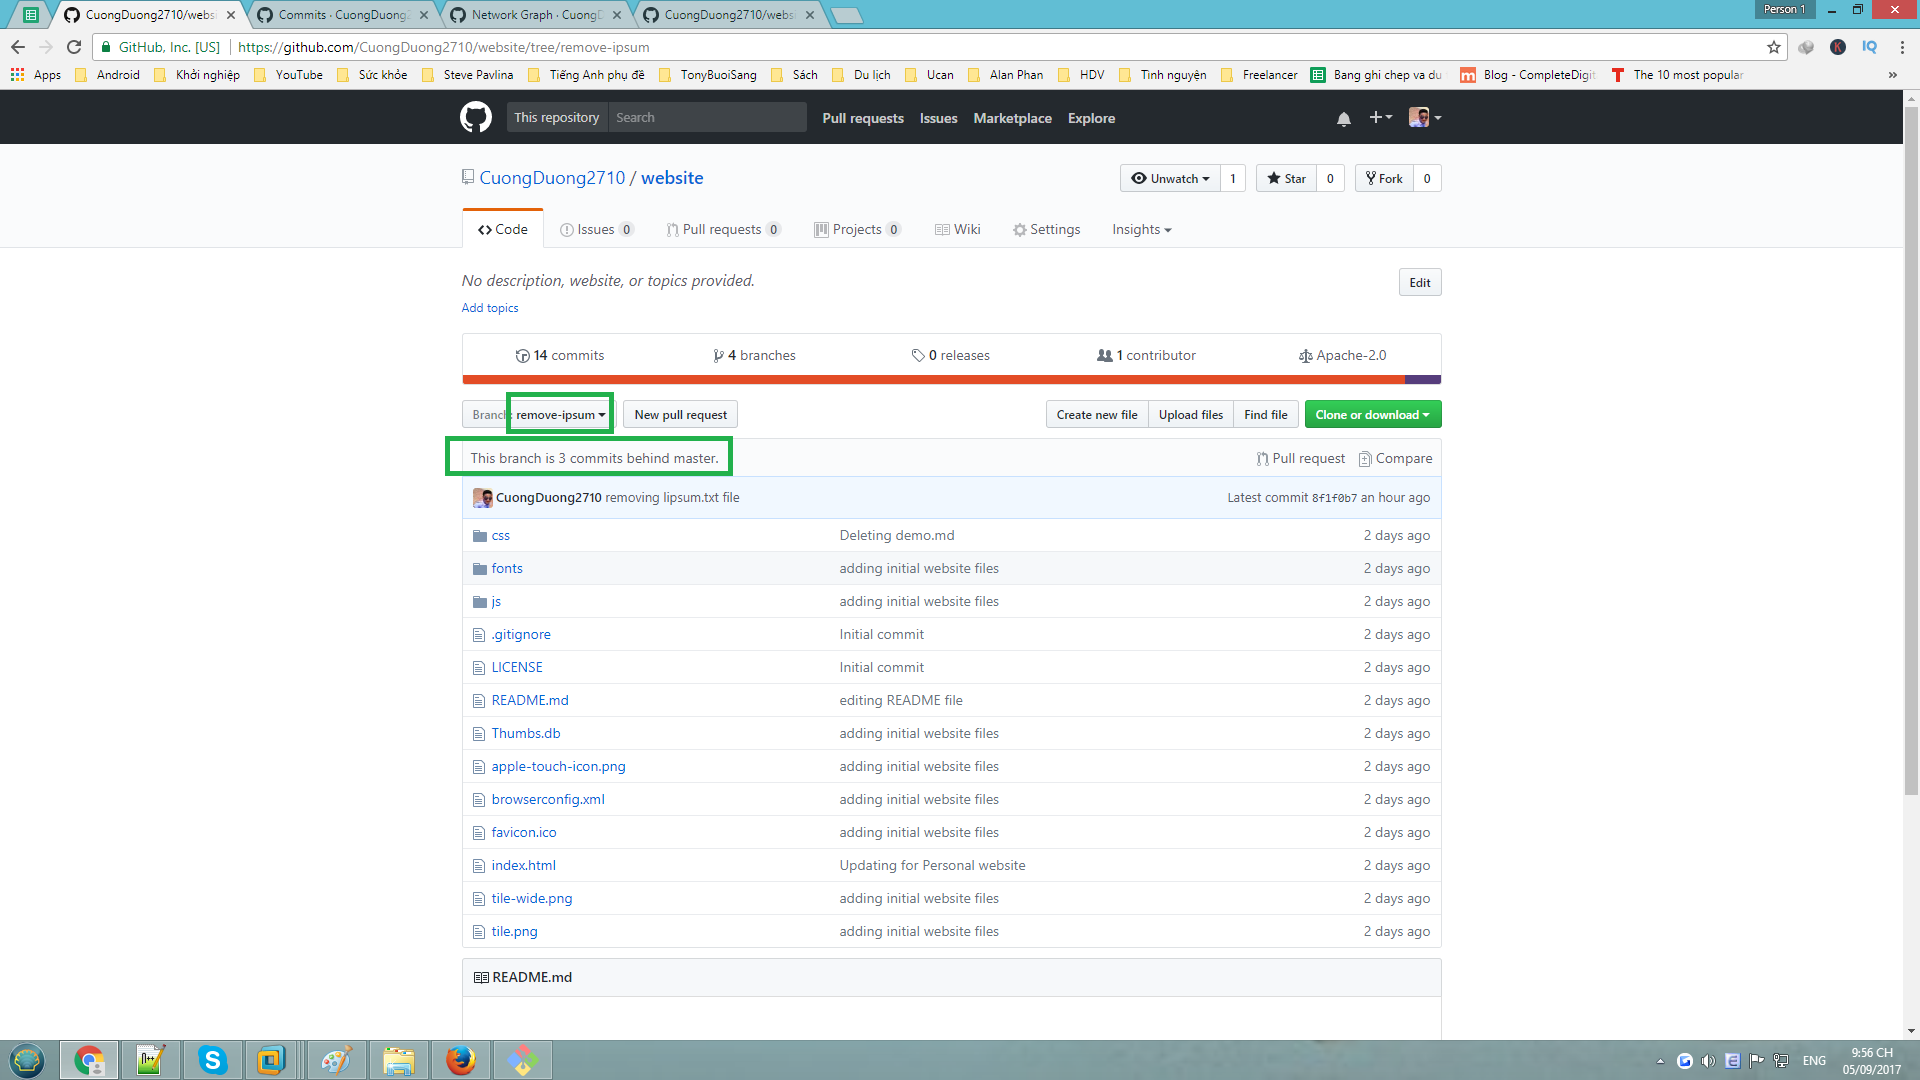 CuongDuong2710/websi
Commits · CuongDuong2
Network Graph · CuongD
CuongDuong2710/websi
Person 1
GitHub, Inc. [US]
https://github.com/CuongDuong2710/website/tree/remove-ipsum
Apps
Android
Khởi nghiệp
YouTube
Sức khỏe
Steve Pavlina
Tiếng Anh phụ đề
TonyBuoiSang
Sách
Du lịch
Ucan
Alan Phan
HDV
Tình nguyện
Freelancer
Bang ghi chep va du
Blog - CompleteDigit
The 10 most popular
»
This repository
Search
Pull requests
Issues
Marketplace
Explore
CuongDuong2710 / website
Unwatch 1
Star 0
Fork 0
Code
Issues 0
Pull requests 0
Projects 0
Wiki
Settings
Insights
No description, website, or topics provided.
Edit
Add topics
14 commits
4 branches
0 releases
1 contributor
Apache-2.0
Branch: remove-ipsum
New pull request
Create new file
Upload files
Find file
Clone or download
This branch is 3 commits behind master.
Pull request
Compare
CuongDuong2710 removing lipsum.txt file
Latest commit 8f1f0b7 an hour ago
css Deleting demo.md 2 days ago
fonts adding initial website files 2 days ago
js adding initial website files 2 days ago
.gitignore Initial commit 2 days ago
LICENSE Initial commit 2 days ago
README.md editing README file 2 days ago
Thumbs.db adding initial website files 2 days ago
apple-touch-icon.png adding initial website files 2 days ago
browserconfig.xml adding initial website files 2 days ago
favicon.ico adding initial website files 2 days ago
index.html Updating for Personal website 2 days ago
tile-wide.png adding initial website files 2 days ago
tile.png adding initial website files 2 days ago
README.md
ENG
9:56 CH
05/09/2017